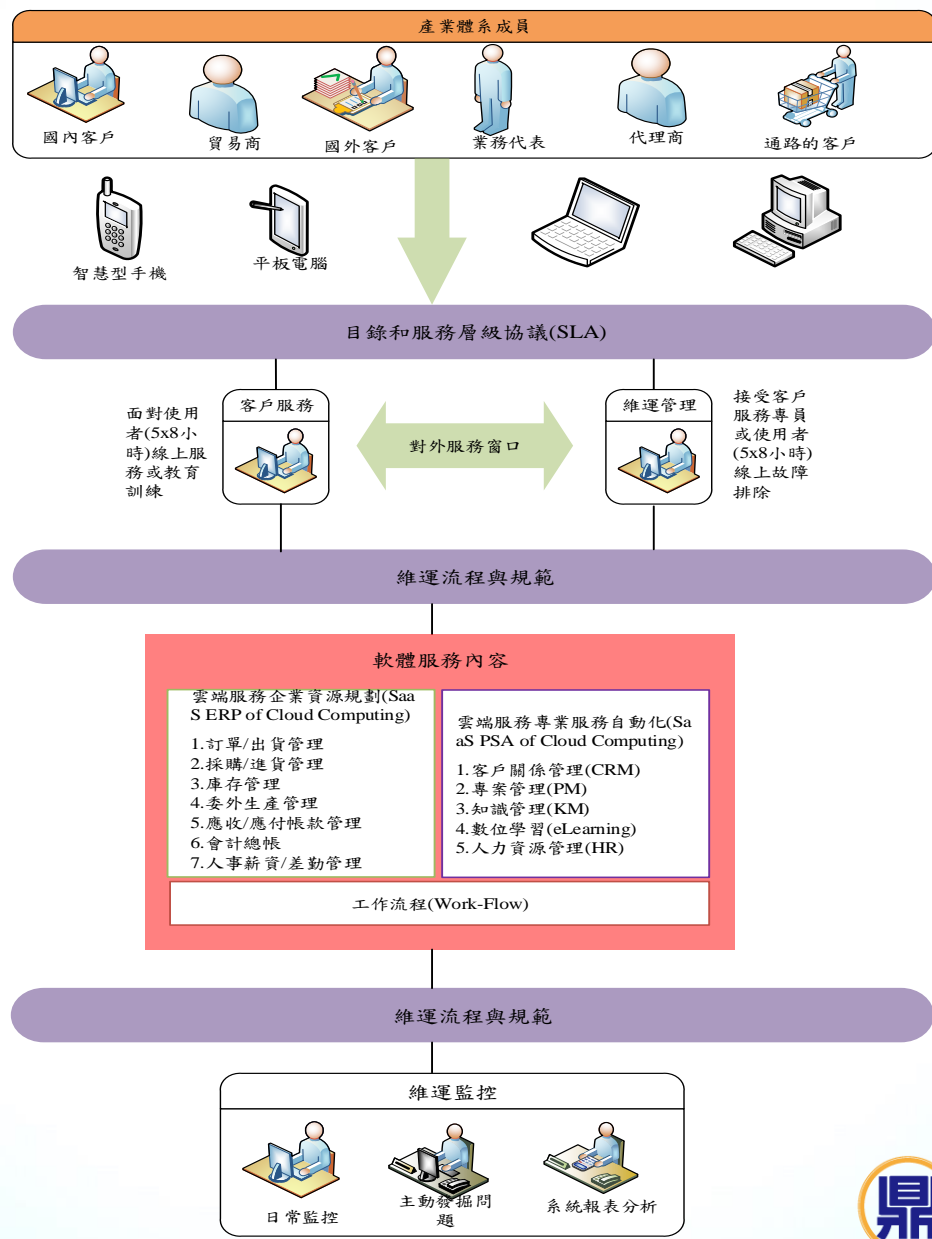 產業體系成員
國內客戶
貿易商
國外客戶
業務代表
代理商
通路的客戶
智慧型手機
平板電腦
目錄和服務層級協議(SLA)
面對使用
者(5x8小
時)線上服
務或教育
訓練
客戶服務
對外服務窗口
維運管理
接受客戶
服務專員
或使用者
(5x8小時)
線上故障
排除
維運流程與規範
軟體服務內容
雲端服務企業資源規劃(Saa
S ERP of Cloud Computing)
1.訂單/出貨管理
2.採購/進貨管理
3.庫存管理
4.委外生產管理
5.應收/應付帳款管理
6.會計總帳
7.人事薪資/差勤管理
雲端服務專業服務自動化(Sa
aS PSA of Cloud Computing)
1.客戶關係管理(CRM)
2.專案管理(PM)
3.知識管理(KM)
4.數位學習(eLearning)
5.人力資源管理(HR)
工作流程(Work-Flow)
維運流程與規範
維運監控
日常監控
主動發掘問
題
系統報表分析
鼎